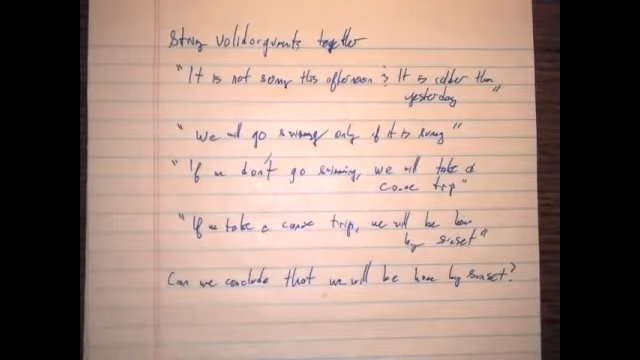 String valid arguments together
"It is not sunny this afternoon & It is colder than
yesterday"
"We will go swimming only if it is sunny"
"If we don't go swimming, we will take a
canoe trip"
"If we take a canoe trip, we will be home
by sunset"
Can we conclude that we will be home by sunset?